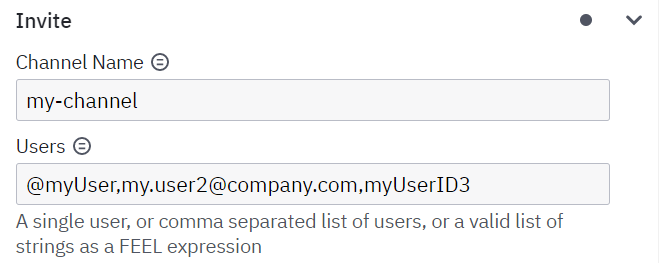 Invite
Channel Name
my-channel
Users
@myUser,my.user2@company.com,myUserID3
A single user, or comma separated list of users, or a valid list of
strings as a FEEL expression